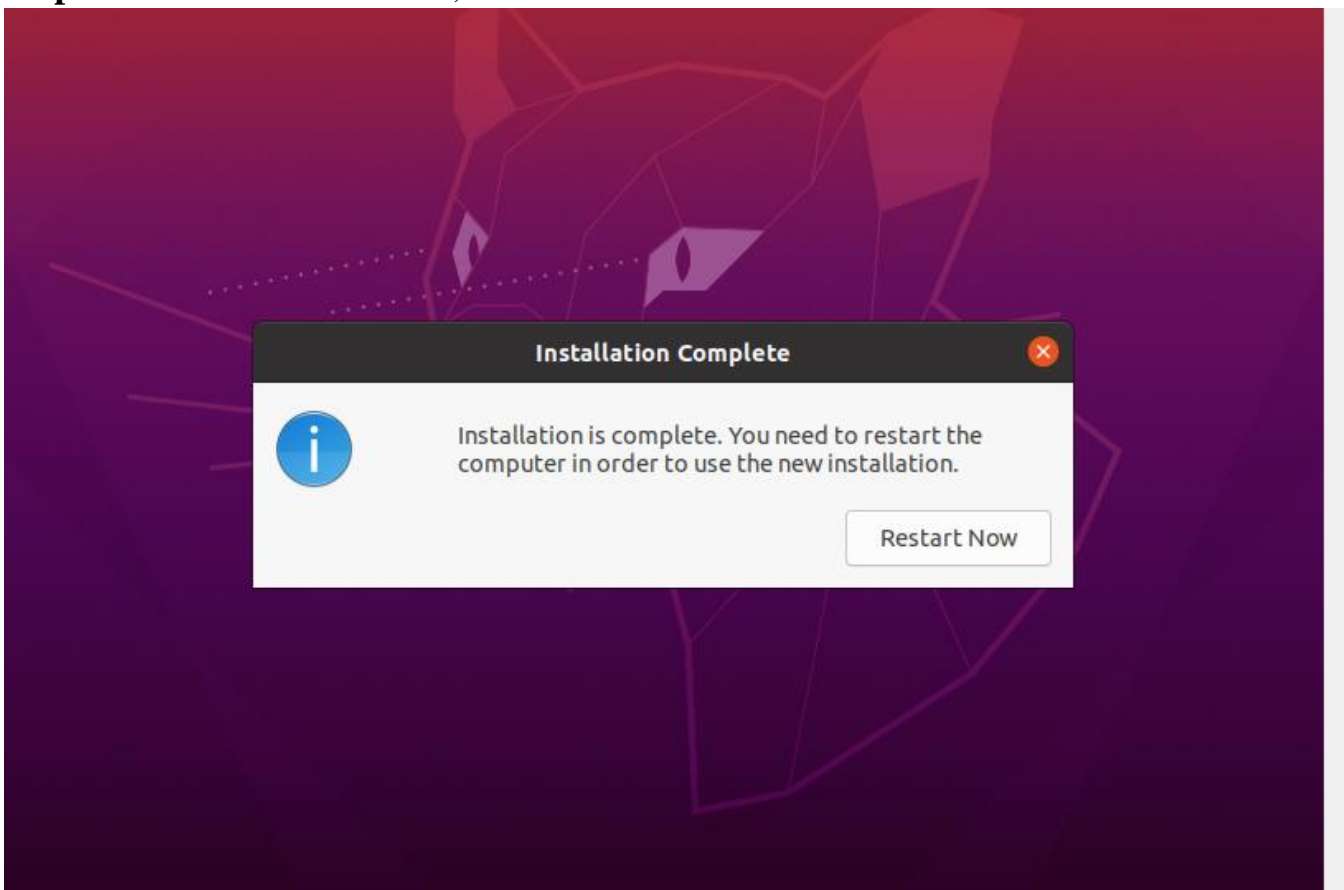 Installation Complete
Installation is complete. You need to restart the
computer in order to use the new installation.
Restart Now